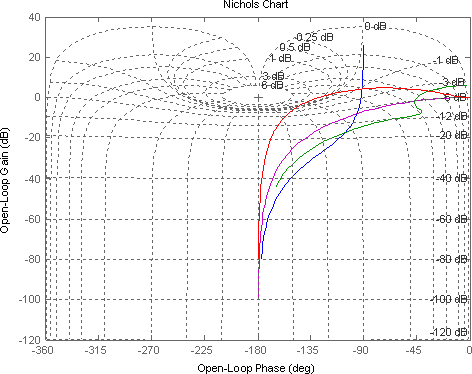 Nichols Chart
40
20
0
-20
-40
-60
-80
-100
-120
Open-Loop Gain (dB)
0 dB
-0.25 dB
0.5 dB
1 dB
3 dB
6 dB
-1 dB
-3 dB
-6 dB
-12 dB
-20 dB
-40 dB
-60 dB
-80 dB
-100 dB
-120 dB
-360
-315
-270
-225
-180
-135
-90
-45
0
Open-Loop Phase (deg)